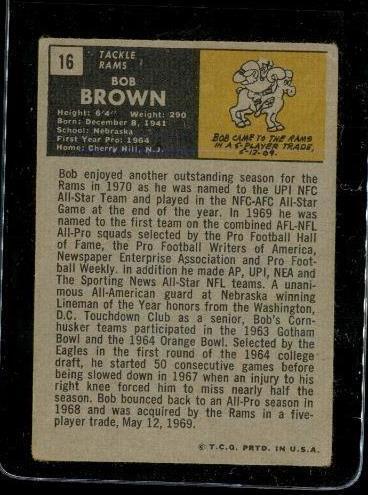 16
TACKLE
RAMS
BOB
BROWN
Height: 6'4" Weight: 290
Born: December 8, 1941
School: Nebraska
First Year Pro: 1964
Home: Cherry Hill, N.J.
BOB CAME TO THE RAMS
IN A 5-PLAYER TRADE,
5-12-69.
Bob enjoyed another outstanding season for the
Rams in 1970 as he was named to the UPI NFC
All-Star Team and played in the NFC-AFC All-Star
Game at the end of the year. In 1969 he was
named to the first team on the combined AFL-NFL
All-Pro squads selected by the Pro Football Hall
of Fame, the Pro Football Writers of America,
Newspaper Enterprise Association and Pro Foot-
ball Weekly. In addition he made AP, UPI, NEA and
The Sporting News All-Star NFL teams. A unani-
mous All-American guard at Nebraska winning
Lineman of the Year honors from the Washington,
D.C. Touchdown Club as a senior, Bob's Corn-
husker teams participated in the 1963 Gotham
Bowl and the 1964 Orange Bowl. Selected by the
Eagles in the first round of the 1964 college
draft, he started 50 consecutive games before
being slowed down in 1967 when an injury to his
right knee forced him to miss nearly half the
season. Bob bounced back to an All-Pro season in
1968 and was acquired by the Rams in a five-
player trade, May 12, 1969.
© T.C.G. PRTD. IN U.S.A.